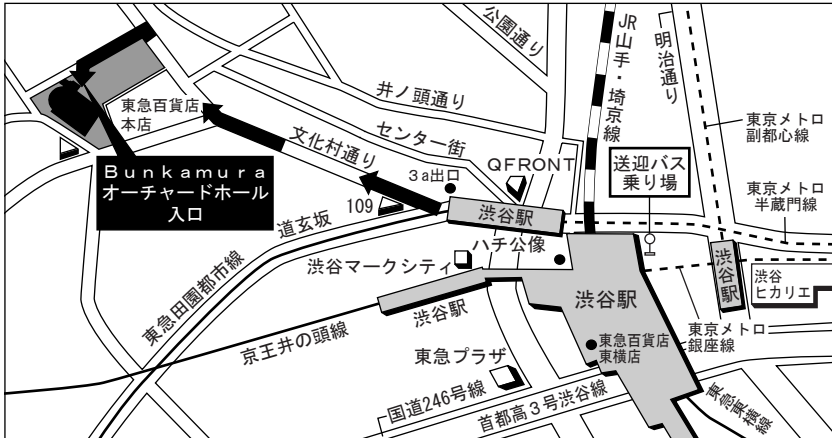 公園通り
JR山手・埼京線
明治通り
井ノ頭通り
東急百貨店
本店
センター街
文化村通り
東京メトロ
副都心線
QFRONT
送迎バス
乗り場
Bunkamura
オーチャードホール
入口
3a出口
東京メトロ
半蔵門線
109
道玄坂
渋谷駅
ハチ公像
渋谷マークシティ
渋谷駅
渋谷
ヒカリエ
東急田園都市線
渋谷駅
渋谷駅
京王井の頭線
東京メトロ
銀座線
東急百貨店
東横店
東急プラザ
国道246号線
首都高3号渋谷線
東急東横線